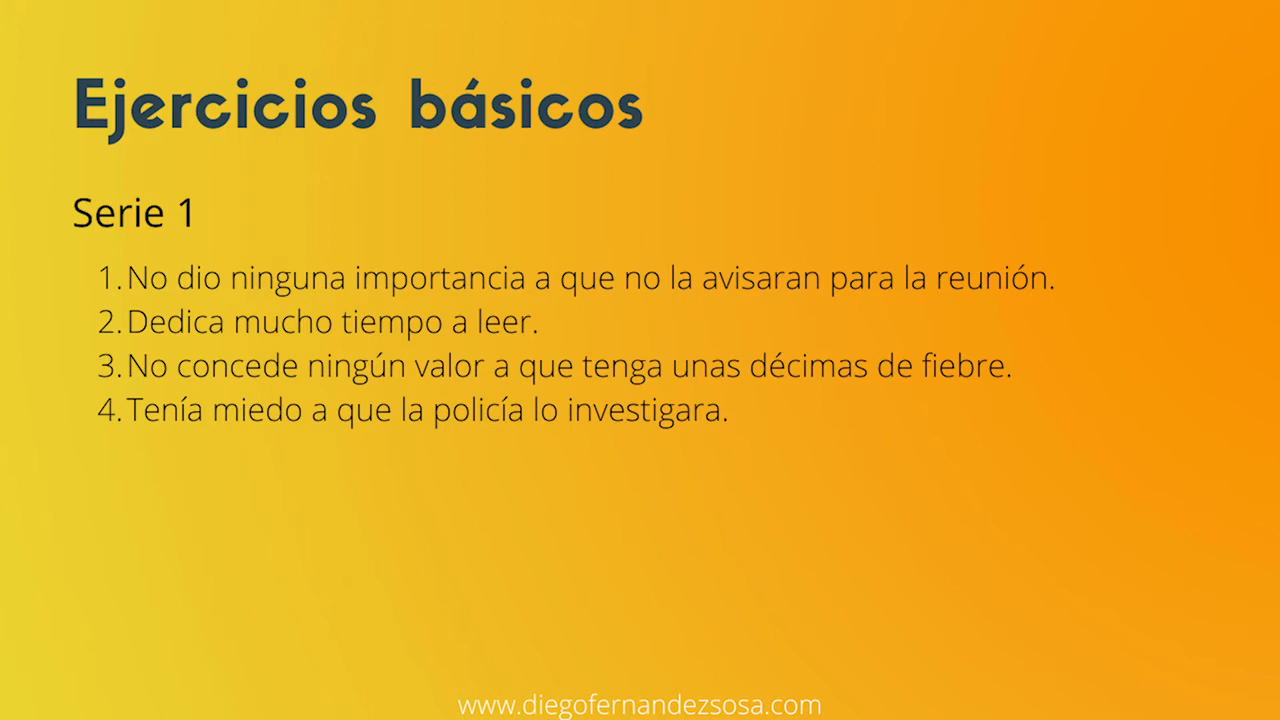 Ejercicios básicos
Serie 1
1. No dio ninguna importancia a que no la avisaran para la reunión.
2. Dedica mucho tiempo a leer.
3. No concede ningún valor a que tenga unas décimas de fiebre.
4. Tenía miedo a que la policía lo investigara.
www.diegofernandezsosa.com